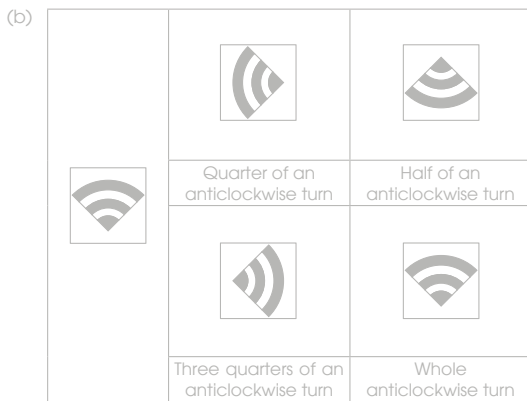 (b)
Quarter of an
anticlockwise turn
Half of an
anticlockwise turn
Three quarters of an
anticlockwise turn
Whole
anticlockwise turn